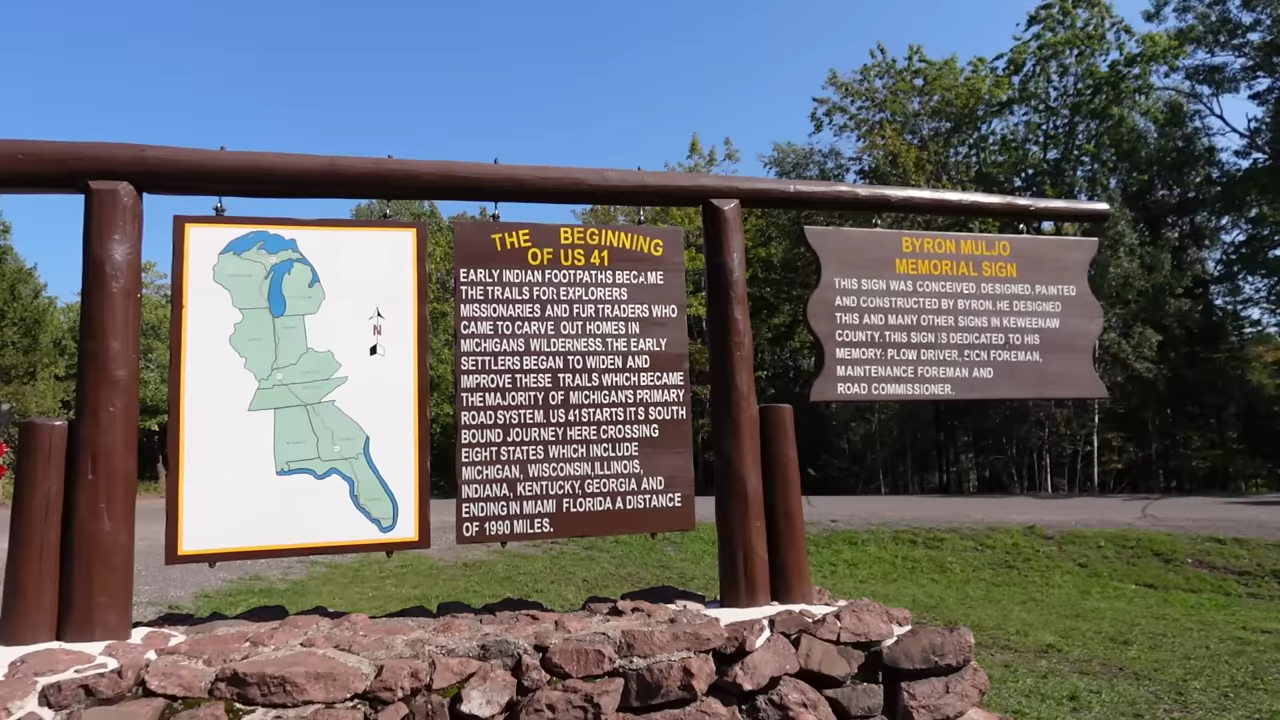 N
THE BEGINNING
OF US 41
EARLY INDIAN FOOTPATHS BECAME
THE TRAILS FOR EXPLORERS
MISSIONARIES AND FUR TRADERS WHO
CAME TO CARVE OUT HOMES IN
MICHIGANS WILDERNESS. THE EARLY
SETTLERS BEGAN TO WIDEN AND
IMPROVE THESE TRAILS WHICH BECAME
THE MAJORITY OF MICHIGAN'S PRIMARY
ROAD SYSTEM. US 41 STARTS IT'S SOUTH
BOUND JOURNEY HERE CROSSING
EIGHT STATES WHICH INCLUDE
MICHIGAN, WISCONSIN, ILLINOIS,
INDIANA, KENTUCKY, GEORGIA AND
ENDING IN MIAMI FLORIDA A DISTANCE
OF 1990 MILES.
BYRON MULJO
MEMORIAL SIGN
THIS SIGN WAS CONCEIVED, DESIGNED, PAINTED
AND CONSTRUCTED BY BYRON. HE DESIGNED
THIS AND MANY OTHER SIGNS IN KEWEENAW
COUNTY. THIS SIGN IS DEDICATED TO HIS
MEMORY: PLOW DRIVER, SIGN FOREMAN,
MAINTENANCE FOREMAN AND
ROAD COMMISSIONER.